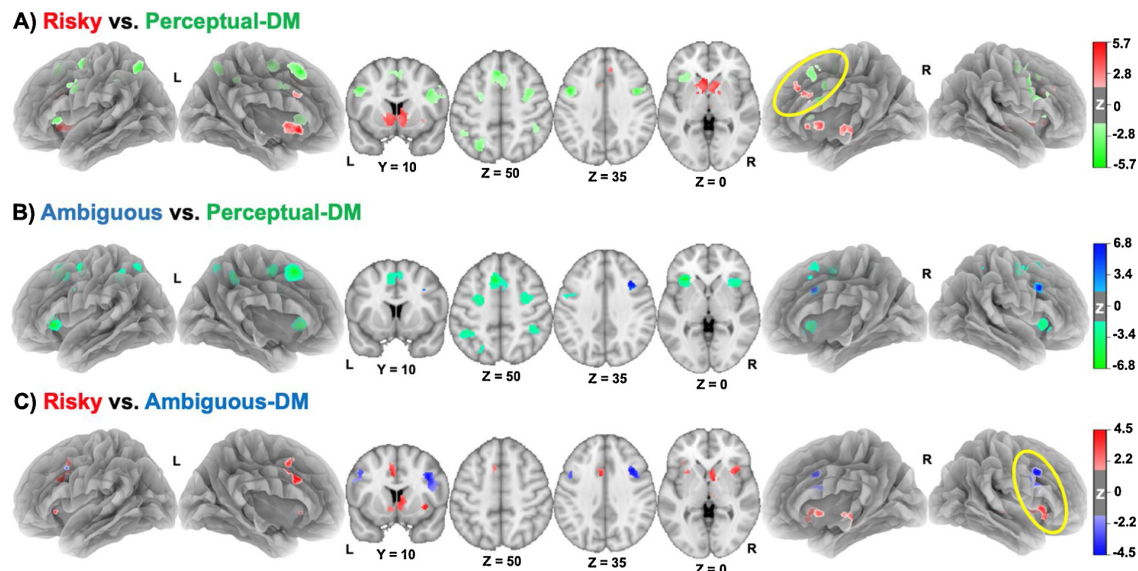 A) Risky vs. Perceptual-DM
L
L
Y = 10
Z = 50
Z = 35
Z = 0
R
R
5.7
2.8
Z 0
-2.8
-5.7
B) Ambiguous vs. Perceptual-DM
L
L
Y = 10
Z = 50
Z = 35
Z = 0
R
R
6.8
3.4
Z 0
-3.4
-6.8
C) Risky vs. Ambiguous-DM
L
L
Y = 10
Z = 50
Z = 35
Z = 0
R
R
4.5
2.2
Z 0
-2.2
-4.5